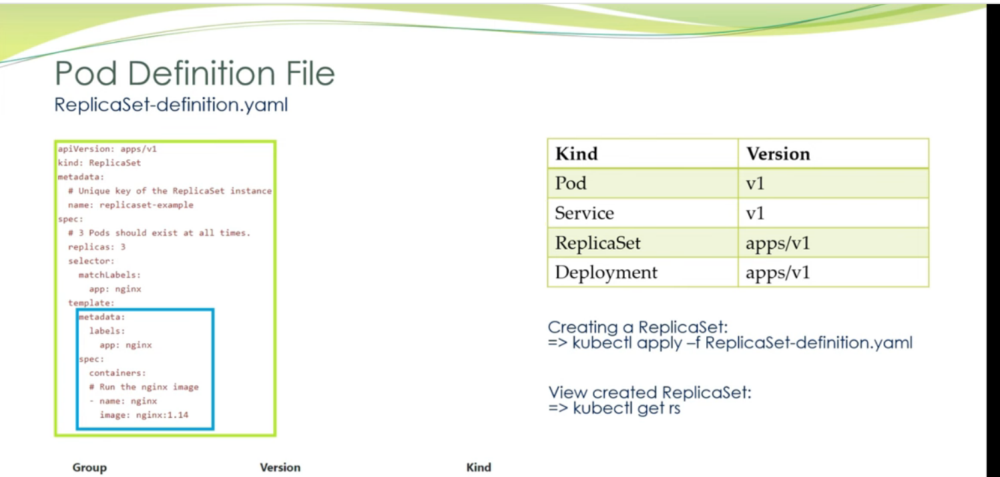 Pod Definition File
ReplicaSet-definition.yaml
apiVersion: apps/v1
kind: ReplicaSet
metadata:
  # Unique key of the ReplicaSet instance
  name: replicaset-example
spec:
  # 3 Pods should exist at all times.
  replicas: 3
  selector:
    matchLabels:
      app: nginx
  template:
    metadata:
      labels:
        app: nginx
    spec:
      containers:
      # Run the nginx image
      - name: nginx
        image: nginx:1.14
Kind Version
Pod v1
Service v1
ReplicaSet apps/v1
Deployment apps/v1
Creating a ReplicaSet:
=> kubectl apply –f ReplicaSet-definition.yaml
View created ReplicaSet:
=> kubectl get rs
Group Version Kind